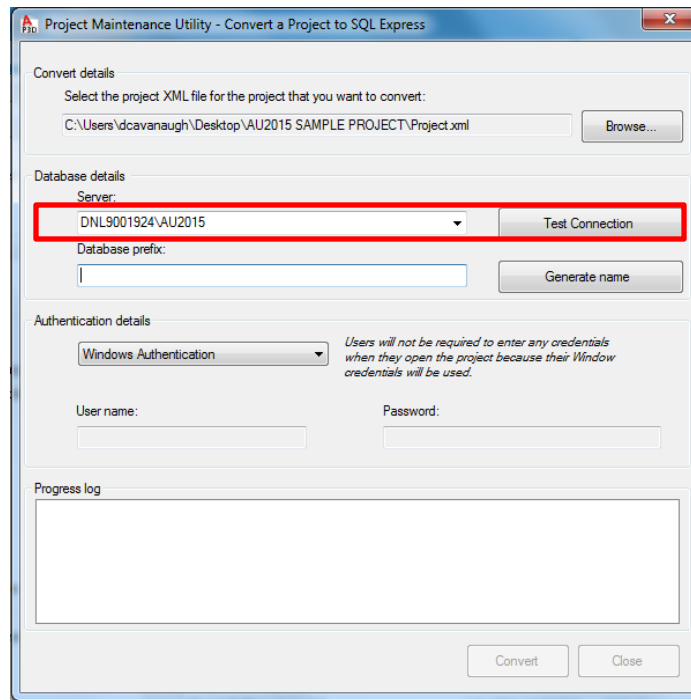 Project Maintenance Utility - Convert a Project to SQL Express
Convert details
Select the project XML file for the project that you want to convert:
C:\Users\dcavanaugh\Desktop\AU2015 SAMPLE PROJECT\Project.xml
Browse...
Database details
Server:
DNL9001924\AU2015
Test Connection
Database prefix:
Generate name
Authentication details
Windows Authentication
Users will not be required to enter any credentials
when they open the project because their Window
credentials will be used.
User name:
Password:
Progress log
Convert
Close